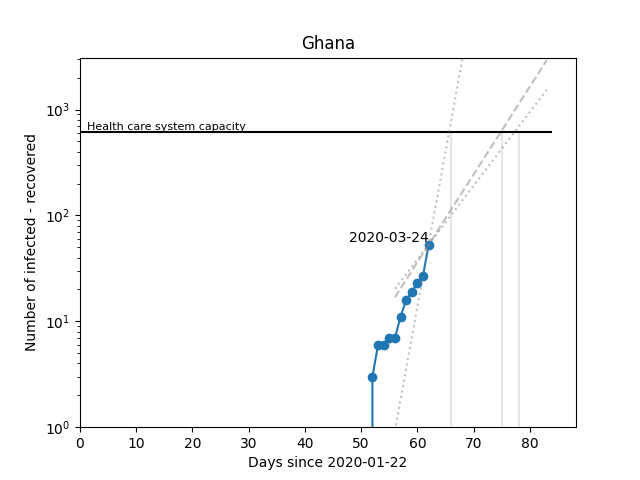 Ghana
Number of infected - recovered
10³
10²
10¹
10⁰
Health care system capacity
2020-03-24
0 10 20 30 40 50 60 70 80
Days since 2020-01-22